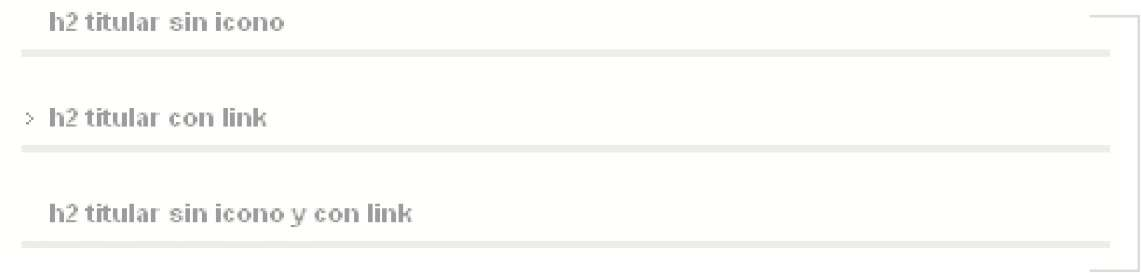 h2 titular sin icono
> h2 titular con link
h2 titular sin icono y con link